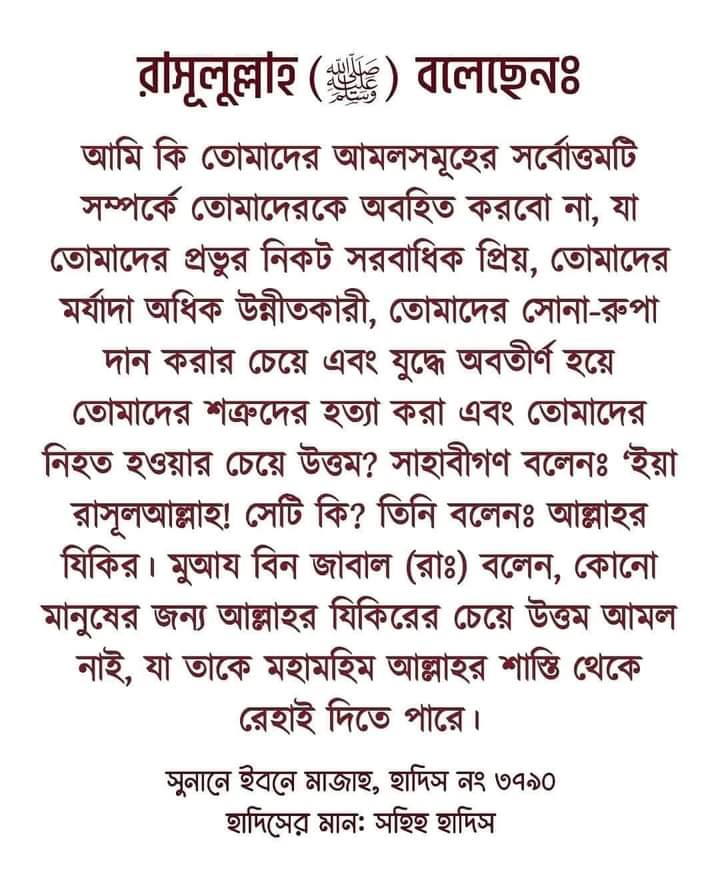 রাসূলুল্লাহ (ﷺ) বলেছেনঃ
আমি কি তোমাদের আমলসমূহের সর্বোত্তমটি
সম্পর্কে তোমাদেরকে অবহিত করবো না, যা
তোমাদের প্রভুর নিকট সরবাধিক প্রিয়, তোমাদের
মর্যাদা অধিক উন্নীতকারী, তোমাদের সোনা-রুপা
দান করার চেয়ে এবং যুদ্ধে অবতীর্ণ হয়ে
তোমাদের শত্রুদের হত্যা করা এবং তোমাদের
নিহত হওয়ার চেয়ে উত্তম? সাহাবীগণ বলেনঃ ‘ইয়া
রাসূলআল্লাহ! সেটি কি? তিনি বলেনঃ আল্লাহর
যিকির। মুআয বিন জাবাল (রাঃ) বলেন, কোনো
মানুষের জন্য আল্লাহর যিকিরের চেয়ে উত্তম আমল
নাই, যা তাকে মহামহিম আল্লাহর শাস্তি থেকে
রেহাই দিতে পারে।
সুনানে ইবনে মাজাহ, হাদিস নং ৩৭৯০
হাদিসের মান: সহিহ হাদিস